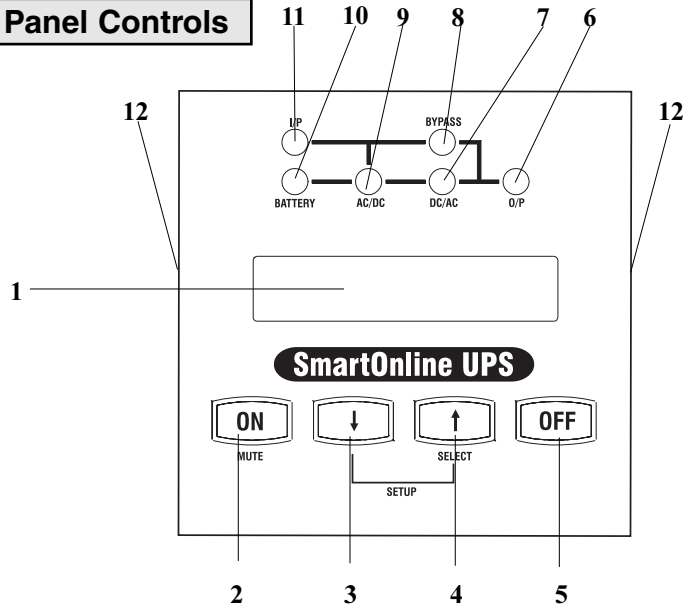 Panel Controls
11 10 9 8 7 6
12 12
I/P BYPASS
BATTERY AC/DC DC/AC O/P
1
SmartOnline UPS
ON ↓ ↑ OFF
MUTE SELECT
SETUP
2 3 4 5